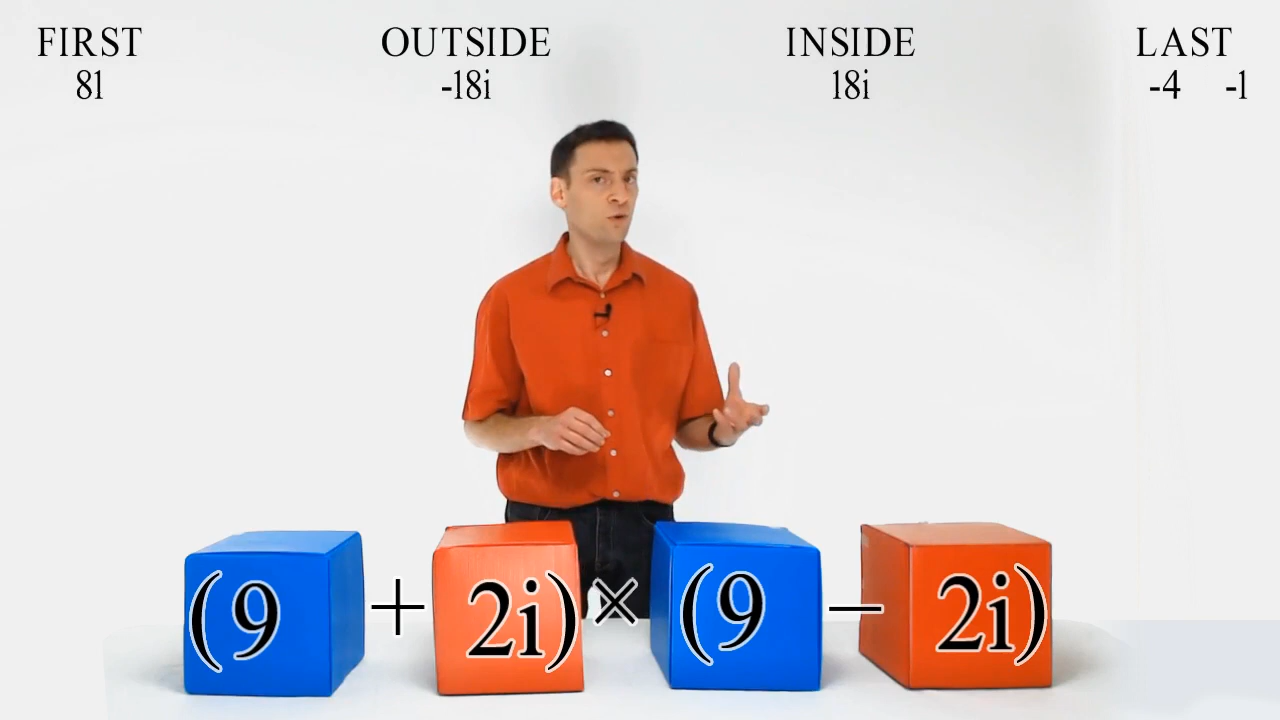 FIRST OUTSIDE INSIDE LAST
81 -18i 18i -4 -1
(9 + 2i) × (9 – 2i)